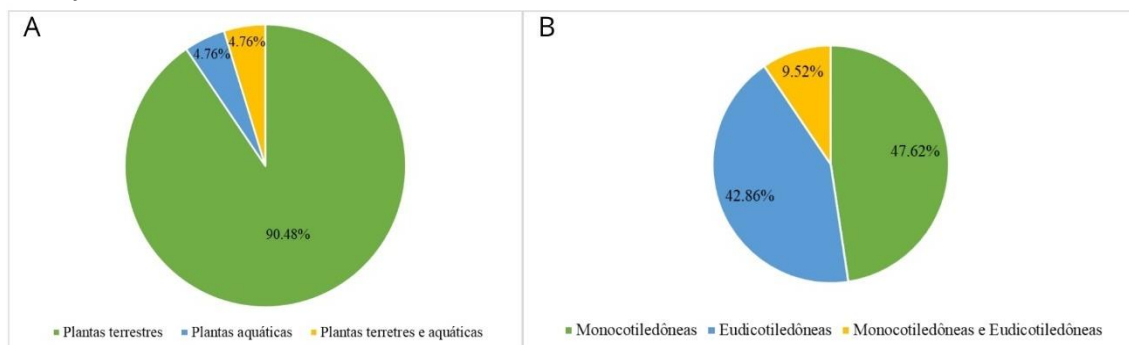 A
4.76%
4.76%
90.48%
Plantas terrestres
Plantas aquáticas
Plantas terretres e aquáticas
B
9.52%
47.62%
42.86%
Monocotiledôneas
Eudicotiledôneas
Monocotiledôneas e Eudicotiledôneas